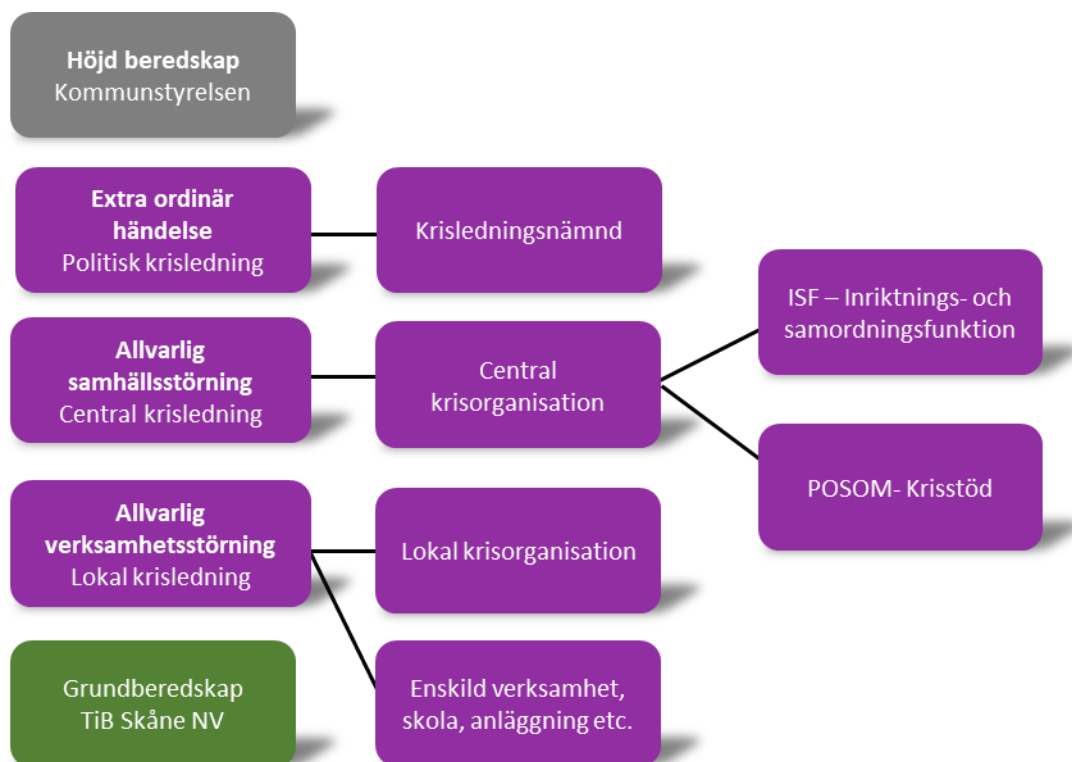 Höjd beredskap
Kommunstyrelsen
Extra ordinär
händelse
Politisk krisledning
Krisledningsnämnd
ISF – Inriktnings- och
samordningsfunktion
Allvarlig
samhällsstörning
Central krisledning
Central
krisorganisation
POSOM- Krisstöd
Allvarlig
verksamhetsstörning
Lokal krisledning
Lokal krisorganisation
Grundberedskap
TiB Skåne NV
Enskild verksamhet,
skola, anläggning etc.